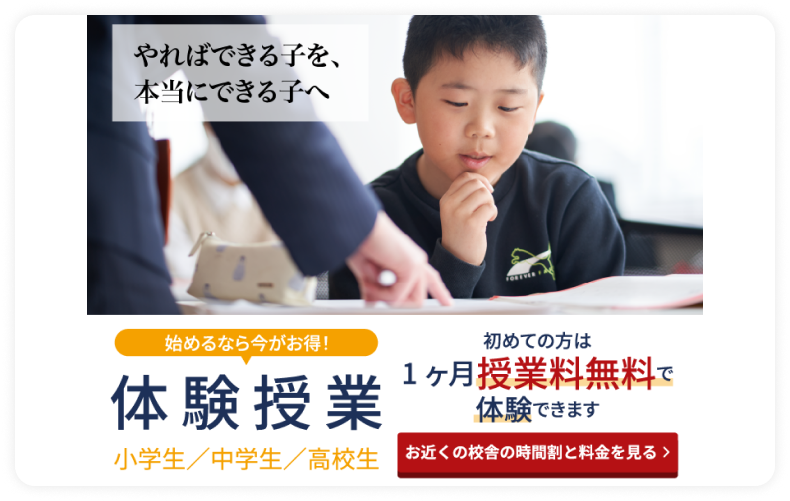 やればできる子を、
本当にできる子へ
FOREVER
始めるなら今がお得!
体験授業
小学生／中学生／高校生
初めての方は
1ヶ月授業料無料で
体験できます
お近くの校舎の時間割と料金を見る